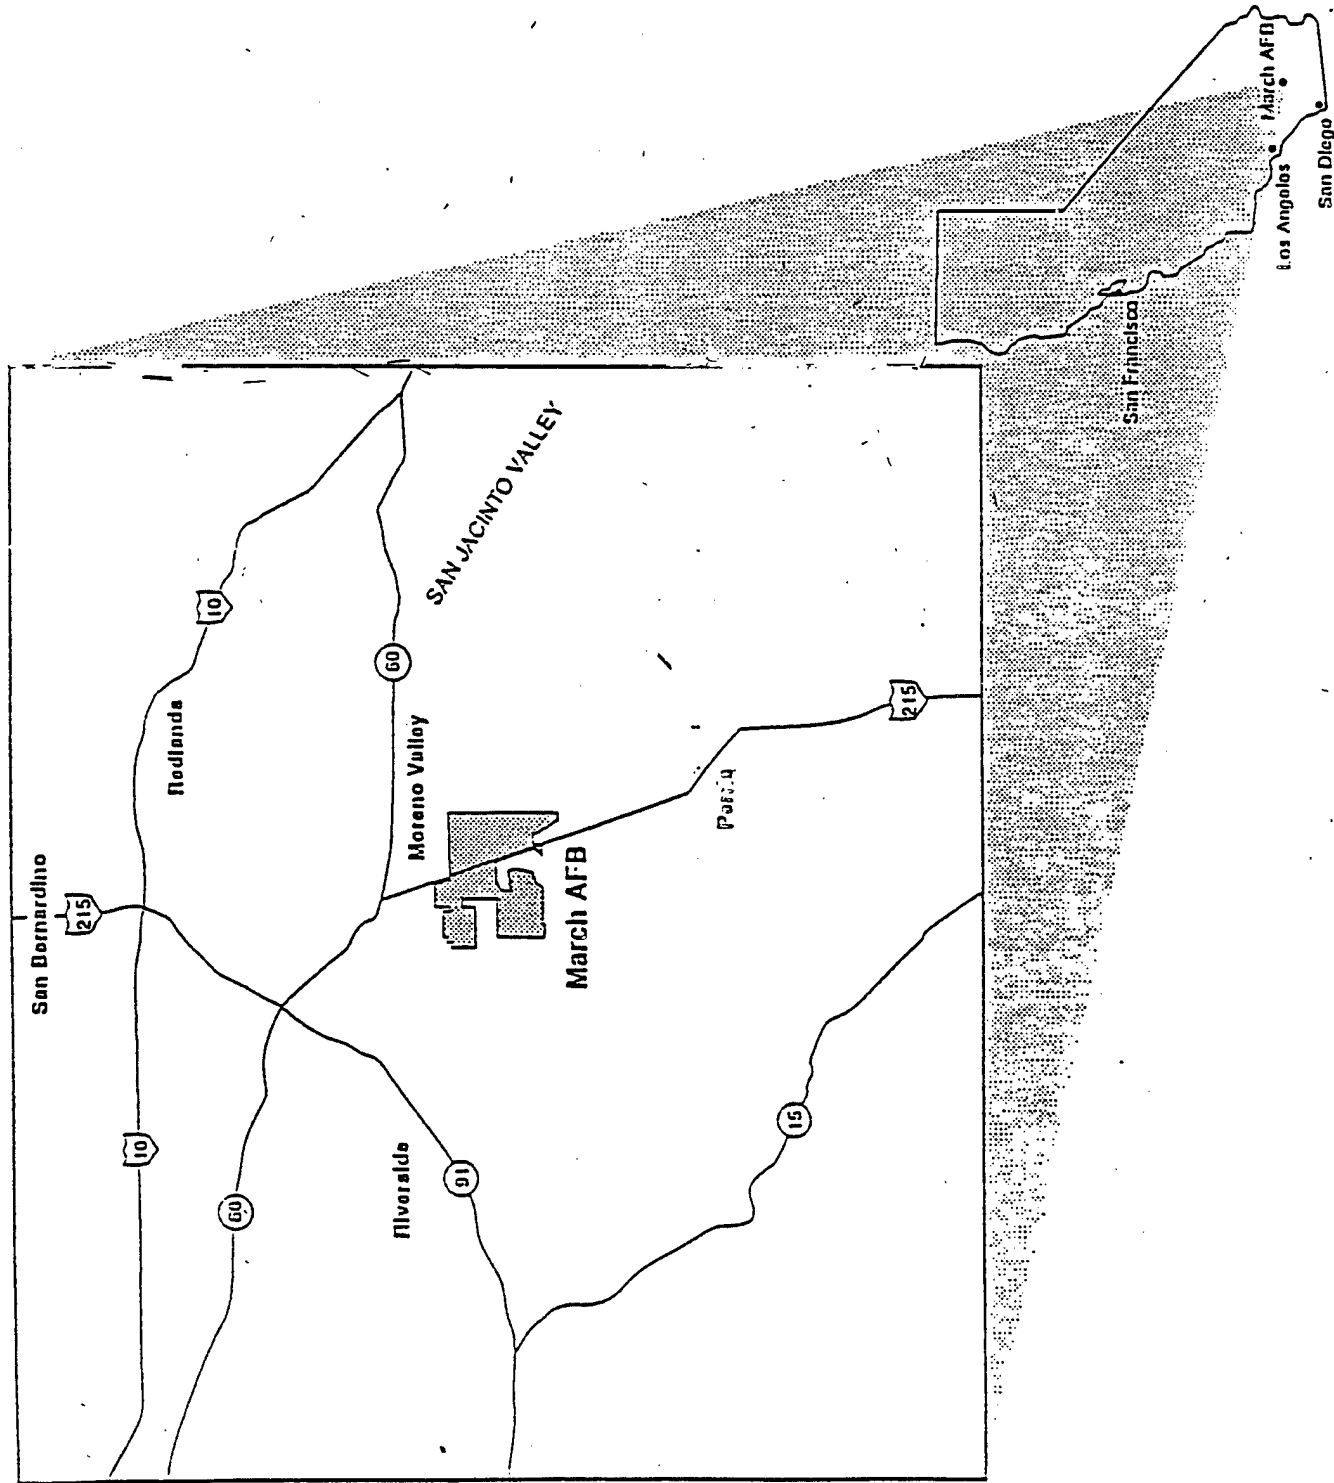 San Bernardino
215
10
Redlands
10
60
60
Riverside
91
Moreno Valley
SAN JACINTO VALLEY
March AFB
Perris
215
15
San Francisco
Los Angeles
March AFB
San Diego